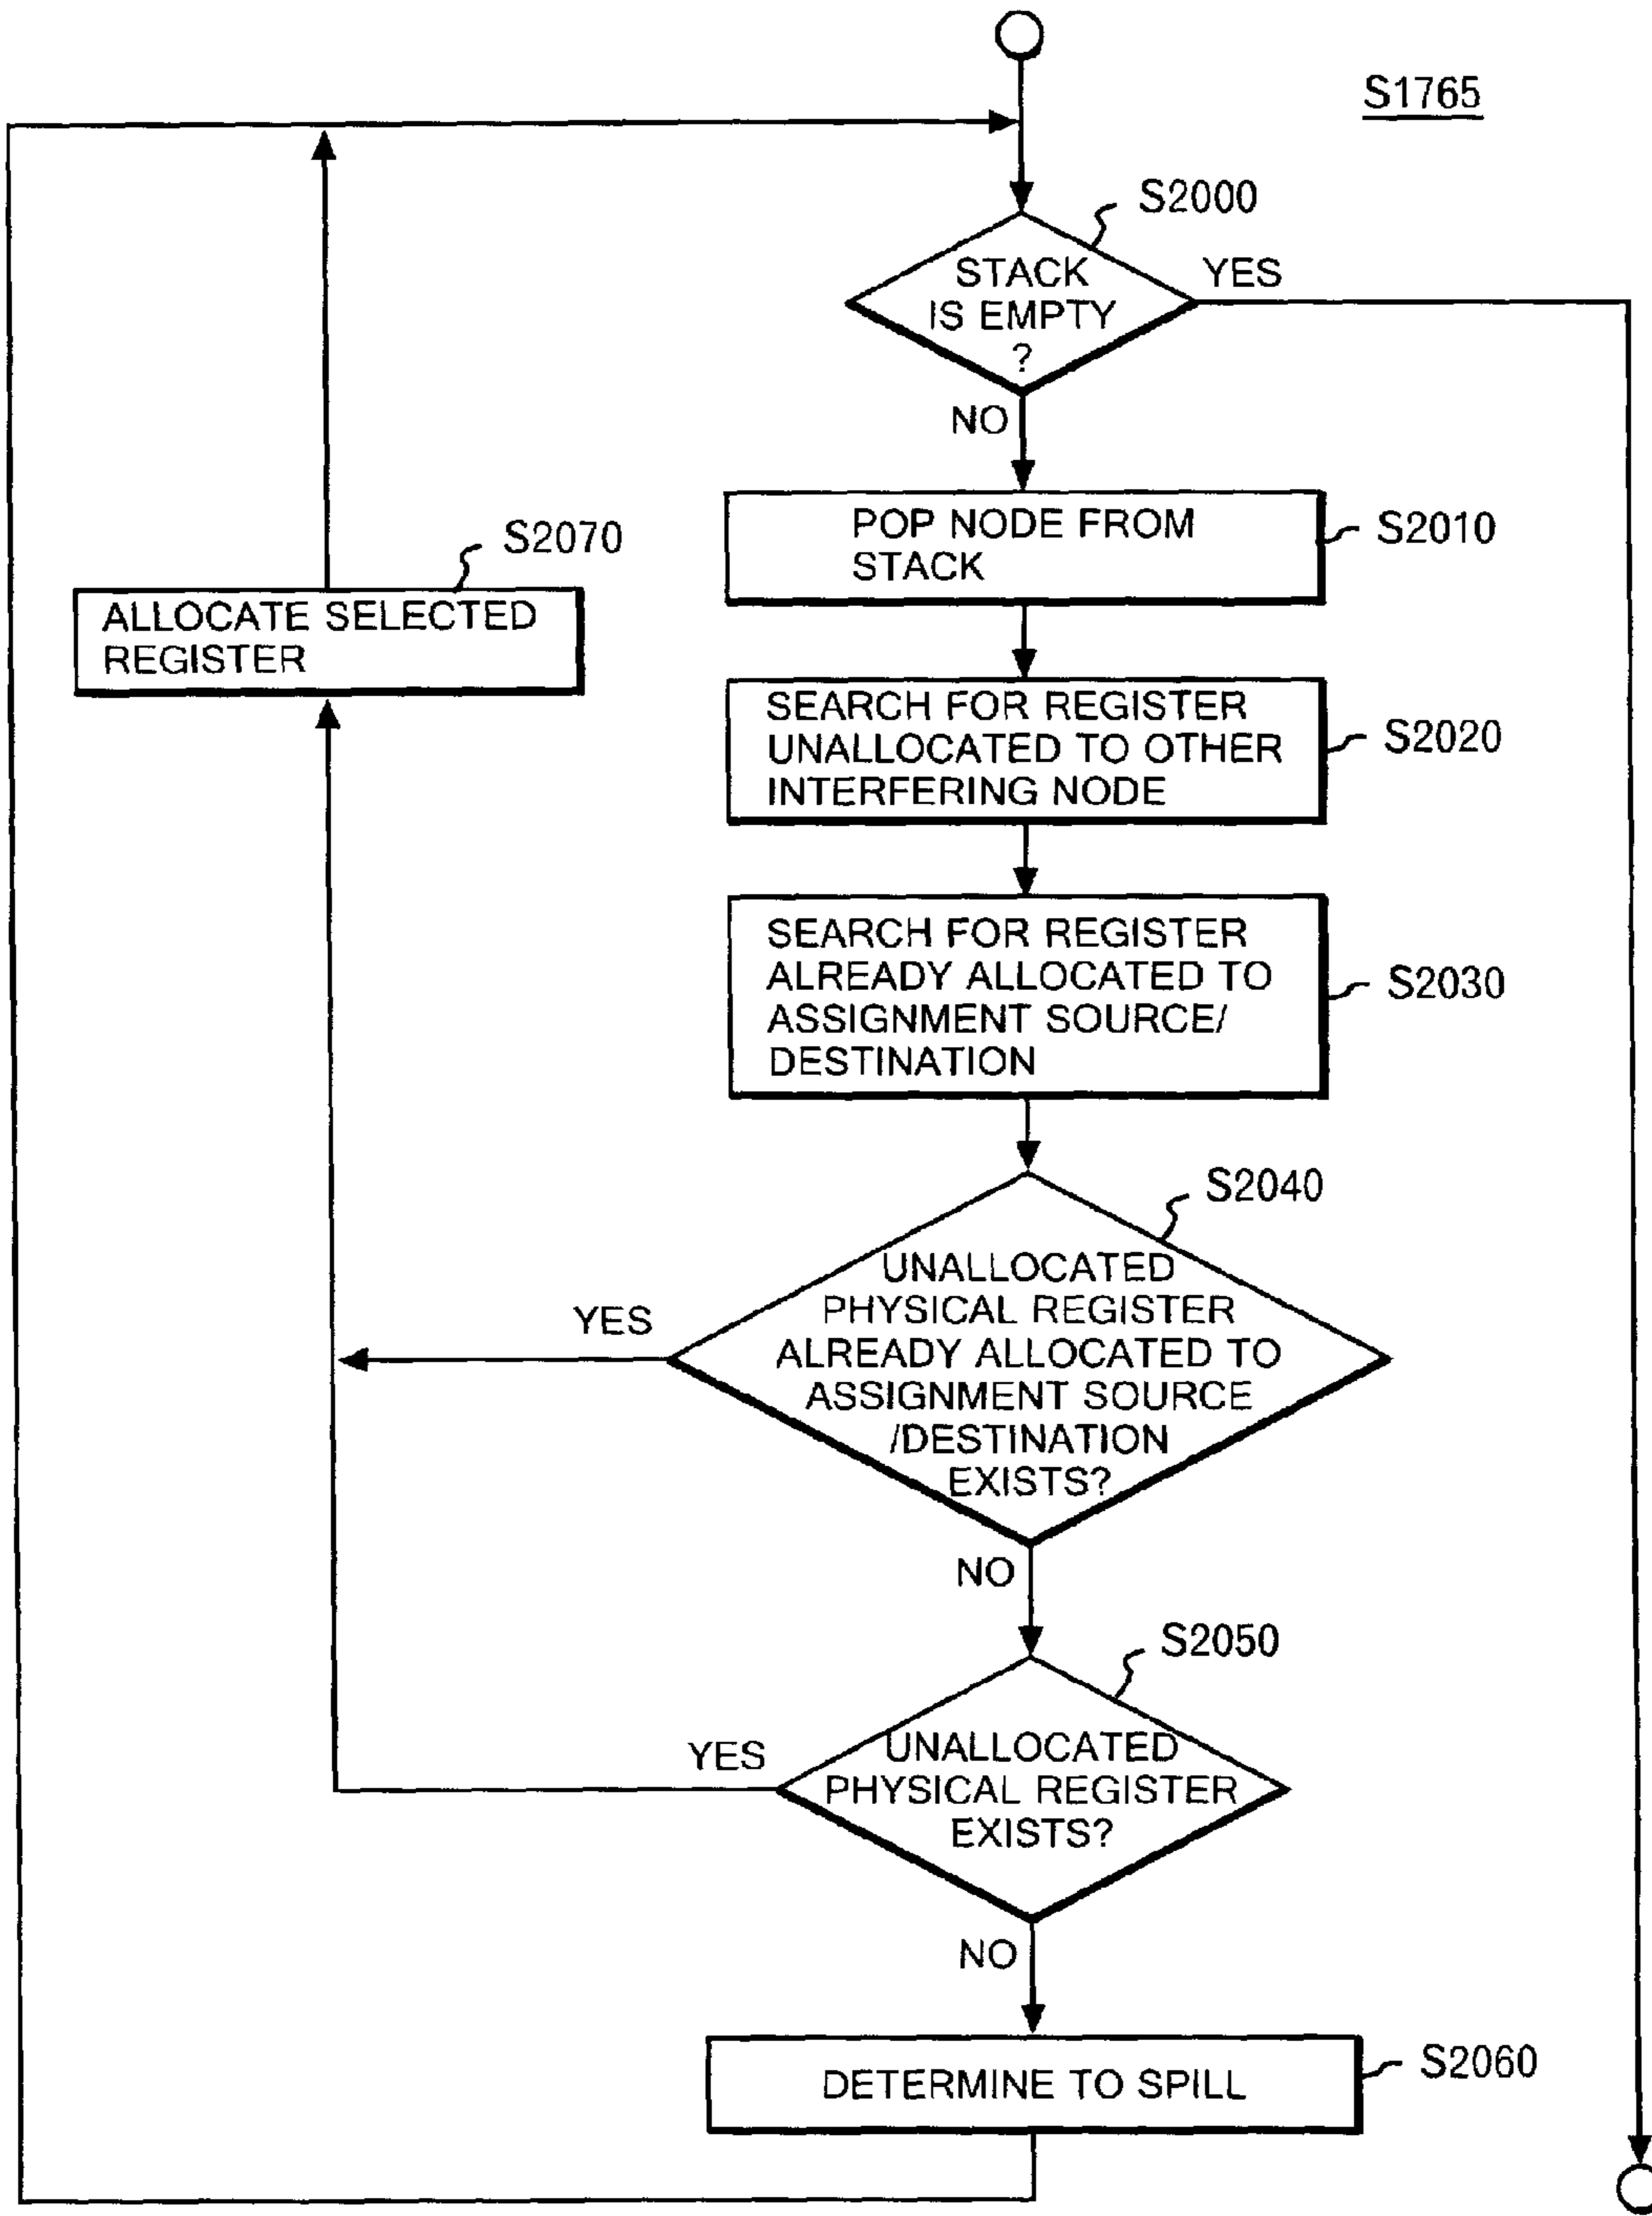 S1765
S2000
STACK
IS EMPTY
?
YES
NO
POP NODE FROM
STACK
S2010
S2070
ALLOCATE SELECTED
REGISTER
SEARCH FOR REGISTER
UNALLOCATED TO OTHER
INTERFERING NODE
S2020
SEARCH FOR REGISTER
ALREADY ALLOCATED TO
ASSIGNMENT SOURCE/
DESTINATION
S2030
S2040
UNALLOCATED
PHYSICAL REGISTER
ALREADY ALLOCATED TO
ASSIGNMENT SOURCE
/DESTINATION
EXISTS?
YES
NO
S2050
UNALLOCATED
PHYSICAL REGISTER
EXISTS?
YES
NO
DETERMINE TO SPILL
S2060